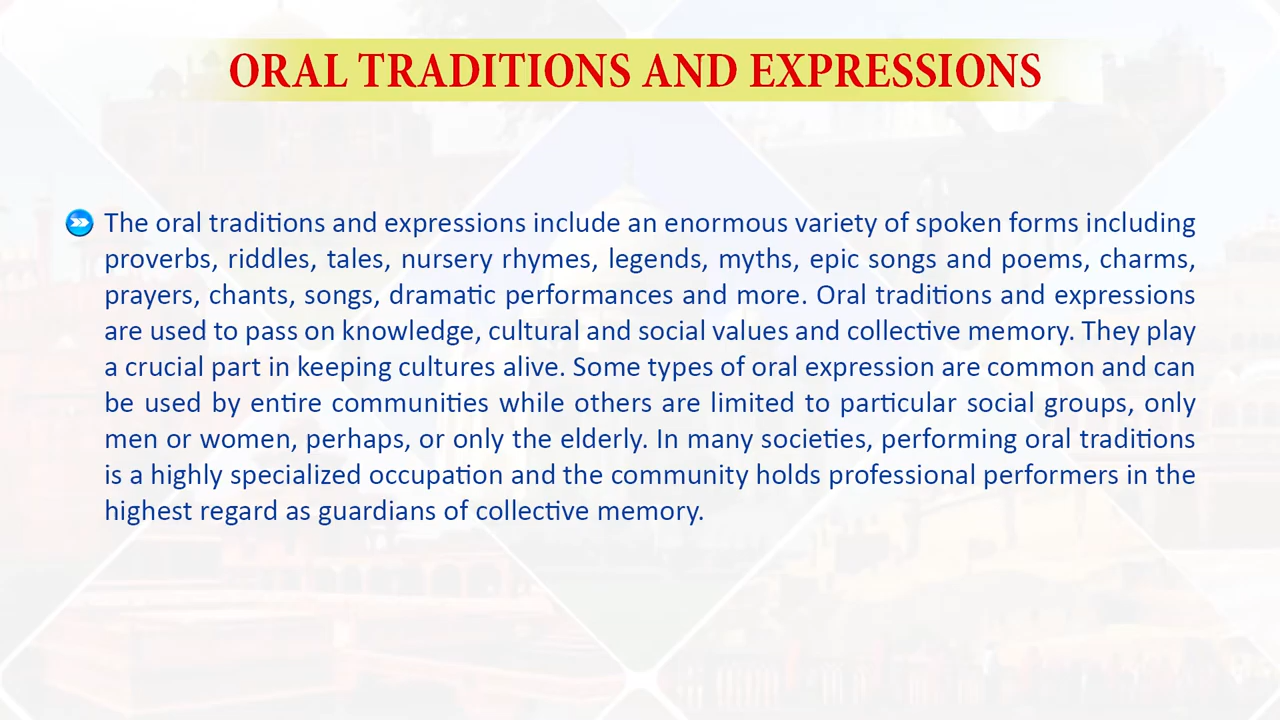 ORAL TRADITIONS AND EXPRESSIONS
The oral traditions and expressions include an enormous variety of spoken forms including
proverbs, riddles, tales, nursery rhymes, legends, myths, epic songs and poems, charms,
prayers, chants, songs, dramatic performances and more. Oral traditions and expressions
are used to pass on knowledge, cultural and social values and collective memory. They play
a crucial part in keeping cultures alive. Some types of oral expression are common and can
be used by entire communities while others are limited to particular social groups, only
men or women, perhaps, or only the elderly. In many societies, performing oral traditions
is a highly specialized occupation and the community holds professional performers in the
highest regard as guardians of collective memory.